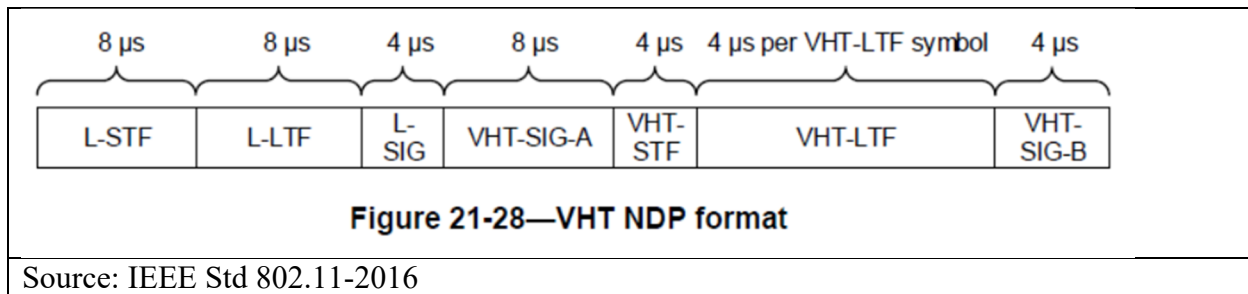 8 µs 8 µs 4 µs 8 µs 4 µs 4 µs per VHT-LTF symbol 4 µs
L-STF L-LTF L-SIG VHT-SIG-A VHT-STF VHT-LTF VHT-SIG-B
Figure 21-28—VHT NDP format
Source: IEEE Std 802.11-2016